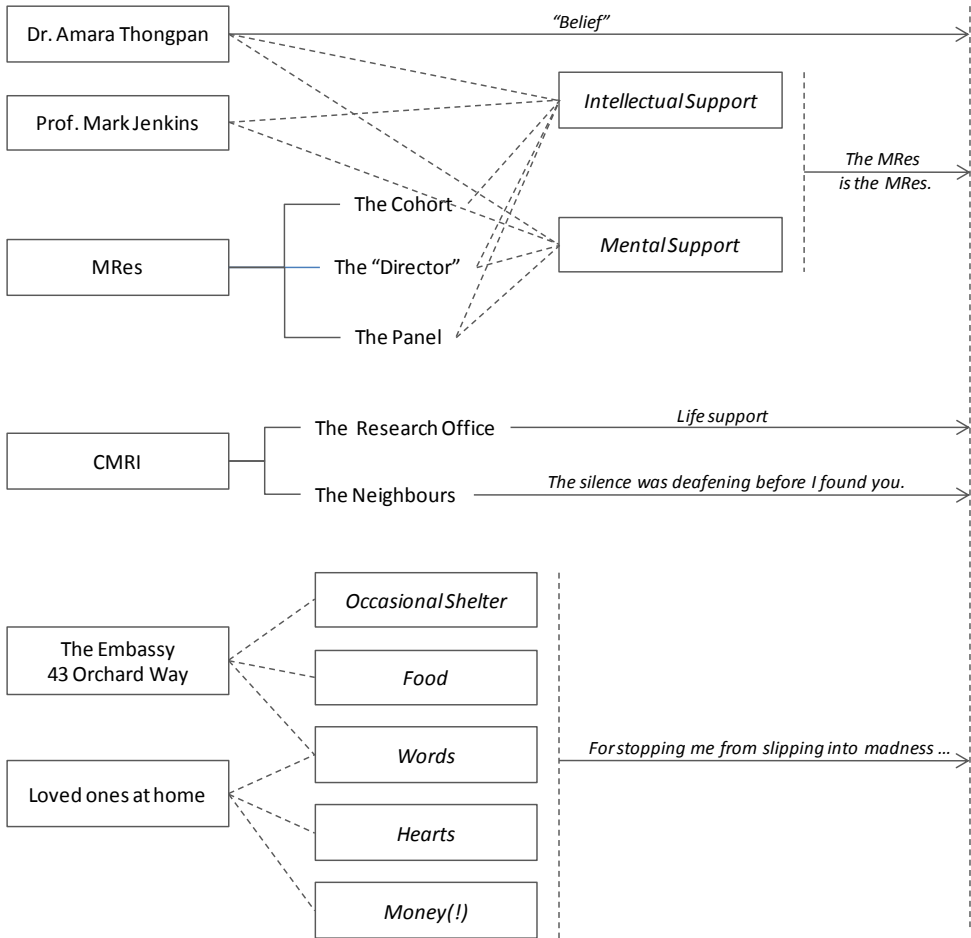 “Belief”
Dr. Amara Thongpan
Intellectual Support
Prof. Mark Jenkins
The MRes
is the MRes.
The Cohort
Mental Support
MRes
The “Director”
The Panel
Life support
The Research Office
CMRI
The silence was deafening before I found you.
The Neighbours
Occasional Shelter
The Embassy
43 Orchard Way
Food
For stopping me from slipping into madness ...
Words
Loved ones at home
Hearts
Money(!)